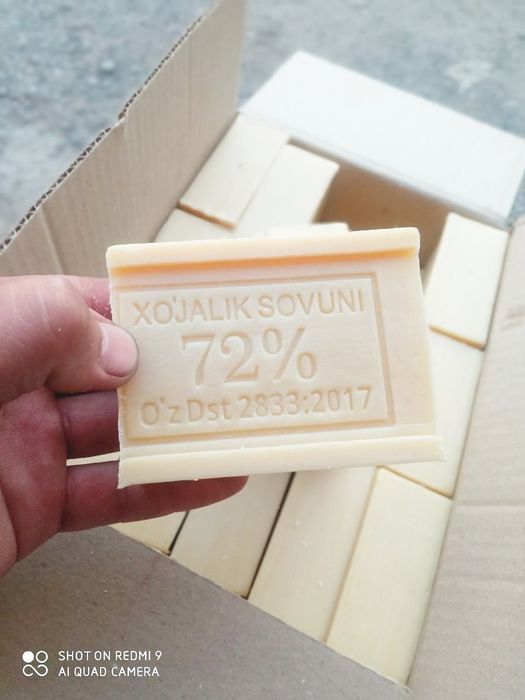 XO'JALIK SOVUNI
72%
O'z Dst 2833:2017
SHOT ON REDMI 9
AI QUAD CAMERA